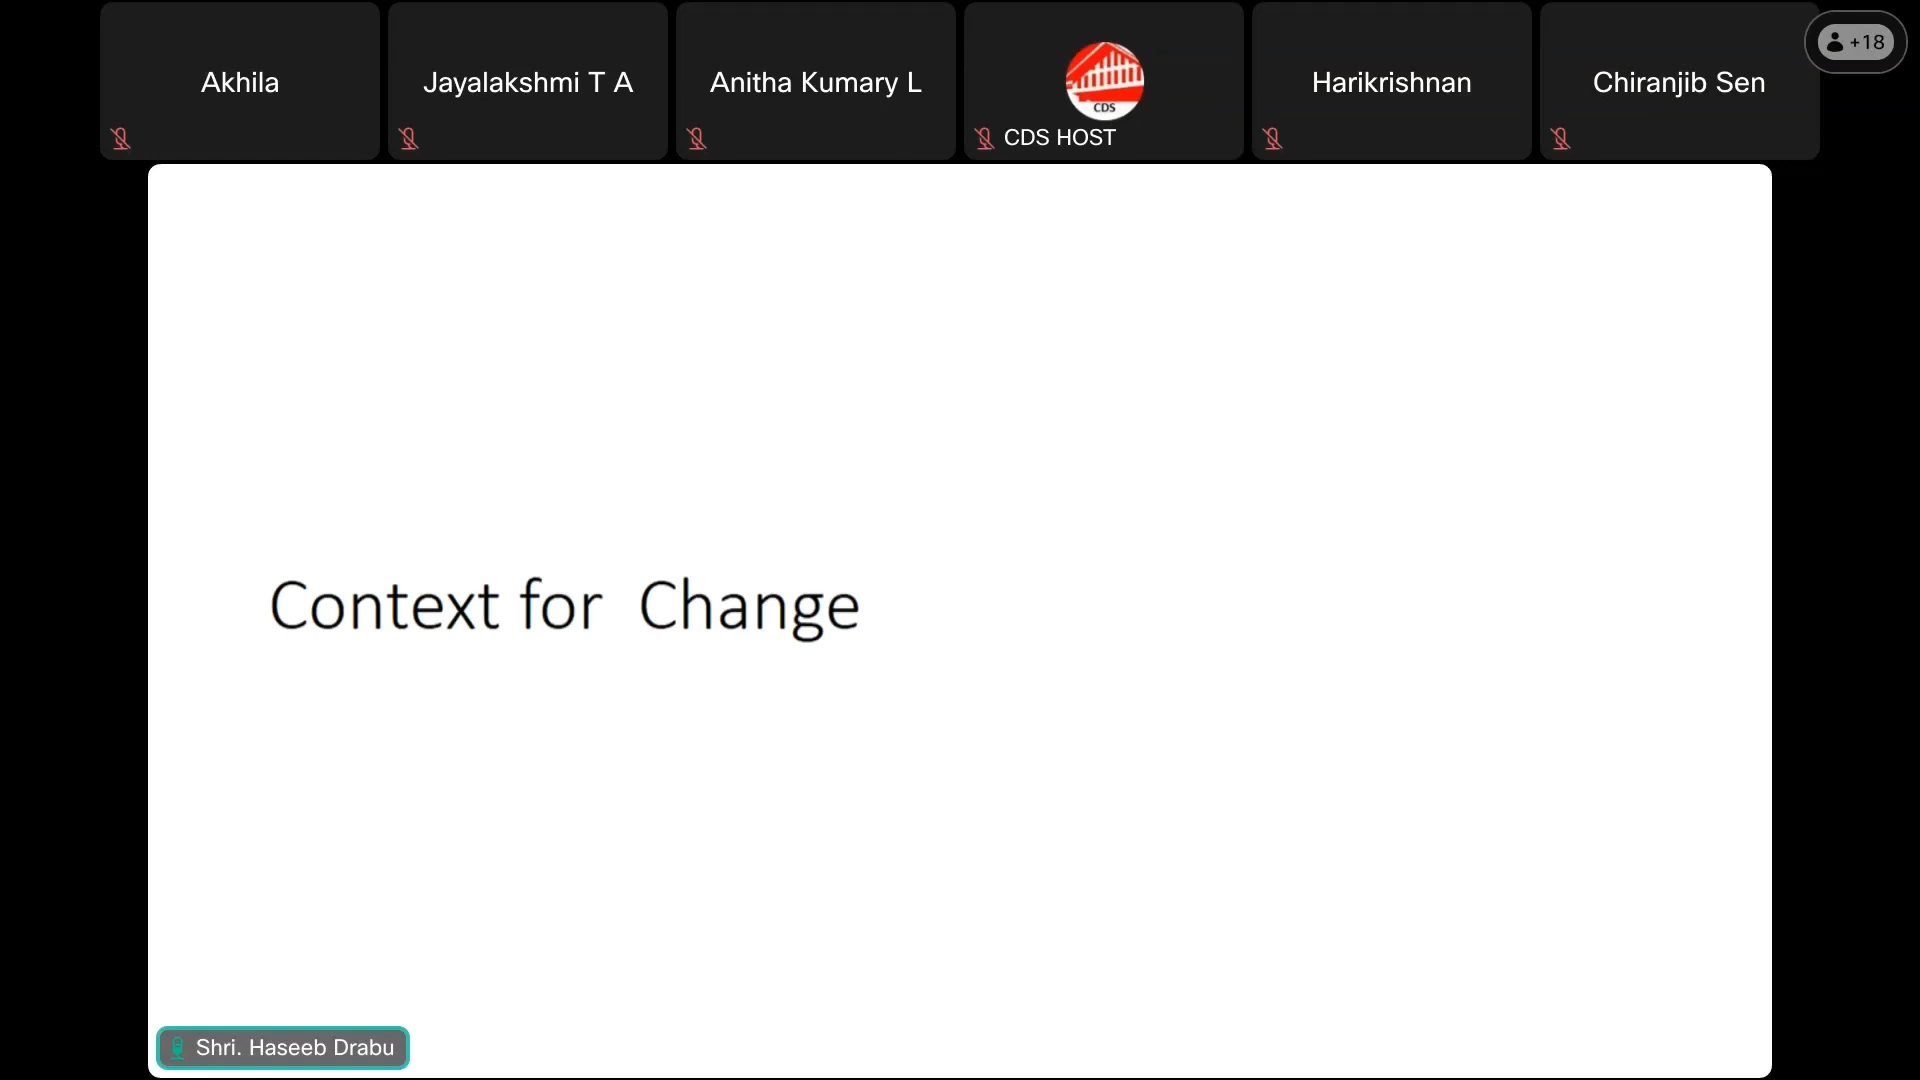 Akhila
Jayalakshmi T A
Anitha Kumary L
CDS
CDS HOST
Harikrishnan
Chiranjib Sen
+18
Context for Change
Shri. Haseeb Drabu